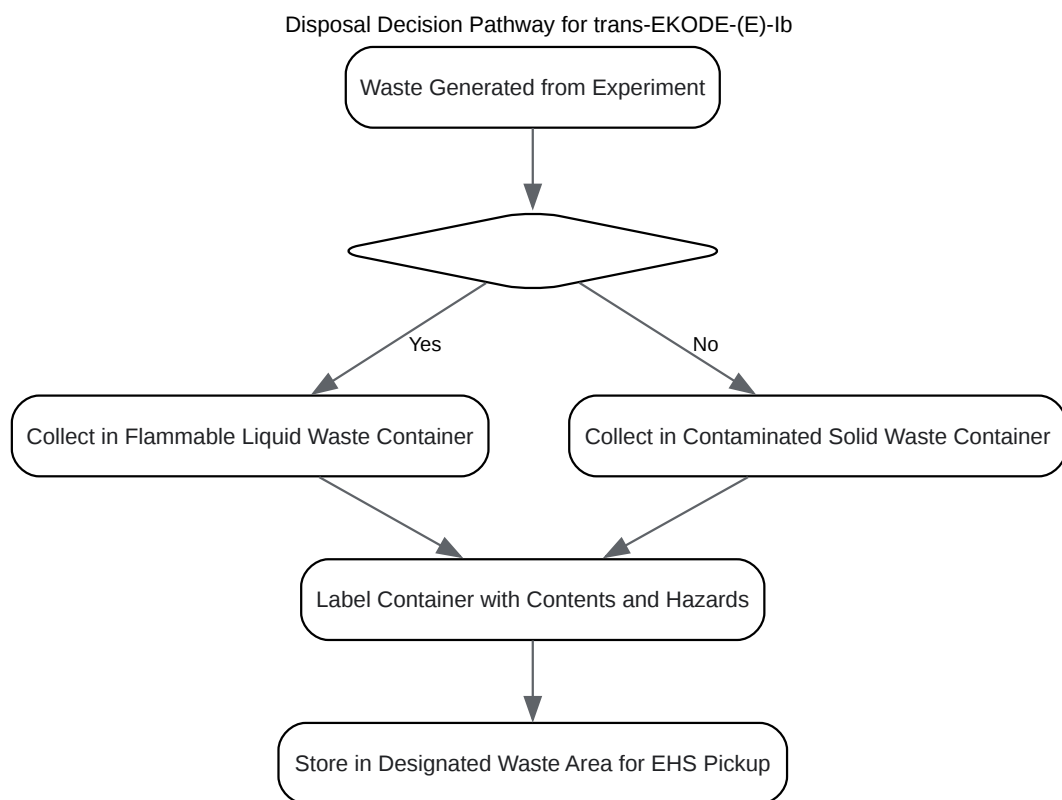 Disposal Decision Pathway for trans-EKODE-(E)-Ib
Waste Generated from Experiment
Yes
No
Collect in Flammable Liquid Waste Container
Collect in Contaminated Solid Waste Container
Label Container with Contents and Hazards
Store in Designated Waste Area for EHS Pickup